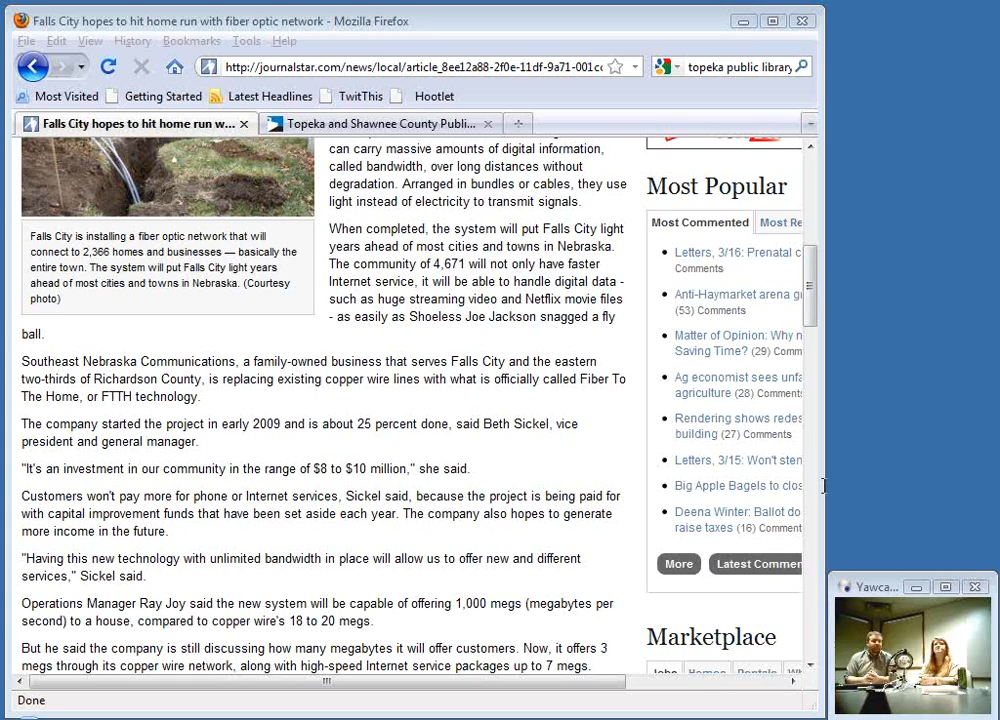 Falls City hopes to hit home run with fiber optic network - Mozilla Firefox
File Edit View History Bookmarks Tools Help
http://journalstar.com/news/local/article_8ee12a88-2f0e-11df-9a71-001cc
topeka public library
Most Visited Getting Started Latest Headlines TwitThis Hootlet
Falls City hopes to hit home run w...
Topeka and Shawnee County Publi...
can carry massive amounts of digital information,
called bandwidth, over long distances without
degradation. Arranged in bundles or cables, they use
light instead of electricity to transmit signals.
Falls City is installing a fiber optic network that will
connect to 2,366 homes and businesses — basically the
entire town. The system will put Falls City light years
ahead of most cities and towns in Nebraska. (Courtesy
photo)
When completed, the system will put Falls City light
years ahead of most cities and towns in Nebraska.
The community of 4,671 will not only have faster
Internet service, it will be able to handle digital data -
such as huge streaming video and Netflix movie files
- as easily as Shoeless Joe Jackson snagged a fly
ball.
Southeast Nebraska Communications, a family-owned business that serves Falls City and the eastern
two-thirds of Richardson County, is replacing existing copper wire lines with what is officially called Fiber To
The Home, or FTTH technology.
The company started the project in early 2009 and is about 25 percent done, said Beth Sickel, vice
president and general manager.
"It's an investment in our community in the range of $8 to $10 million," she said.
Customers won't pay more for phone or Internet services, Sickel said, because the project is being paid for
with capital improvement funds that have been set aside each year. The company also hopes to generate
more income in the future.
"Having this new technology with unlimited bandwidth in place will allow us to offer new and different
services," Sickel said.
Operations Manager Ray Joy said the new system will be capable of offering 1,000 megs (megabytes per
second) to a house, compared to copper wire's 18 to 20 megs.
But he said the company is still discussing how many megabytes it will offer customers. Now, it offers 3
megs through its copper wire network, along with high-speed Internet service packages up to 7 megs.
Most Popular
Most Commented Most Re
Letters, 3/16: Prenatal c
Comments
Anti-Haymarket arena g
(53) Comments
Matter of Opinion: Why n
Saving Time? (29) Comm
Ag economist sees unfa
agriculture (28) Comments
Rendering shows redes
building (27) Comments
Letters, 3/15: Won't sten
Big Apple Bagels to clos
Deena Winter: Ballot do
raise taxes (16) Comment
More Latest Commen
Marketplace
Jobs Homes Rentals
Done
Yawca...